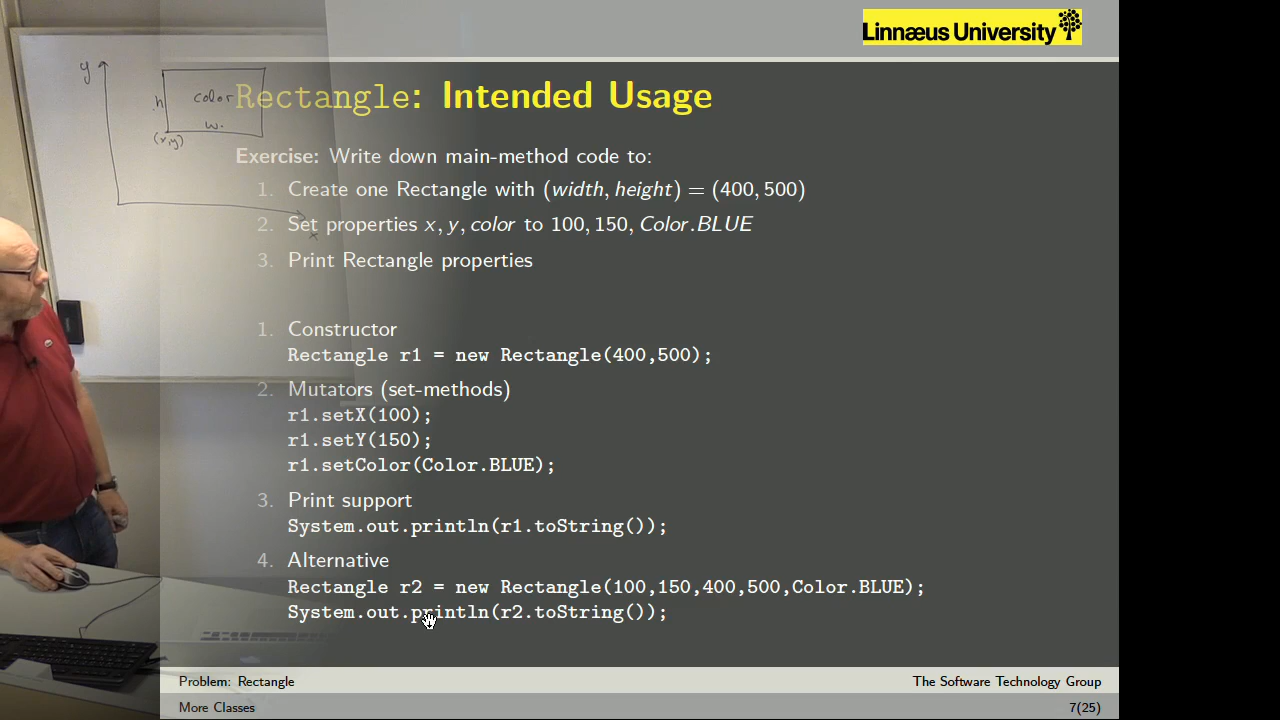 Linnæus University
y
h
color
w.
(x,y)
x
Rectangle: Intended Usage
Exercise: Write down main-method code to:
1. Create one Rectangle with (width, height) = (400, 500)
2. Set properties x, y, color to 100, 150, Color.BLUE
3. Print Rectangle properties
1. Constructor
Rectangle r1 = new Rectangle(400,500);
2. Mutators (set-methods)
r1.setX(100);
r1.setY(150);
r1.setColor(Color.BLUE);
3. Print support
System.out.println(r1.toString());
4. Alternative
Rectangle r2 = new Rectangle(100,150,400,500,Color.BLUE);
System.out.println(r2.toString());
Problem: Rectangle
The Software Technology Group
More Classes
7(25)